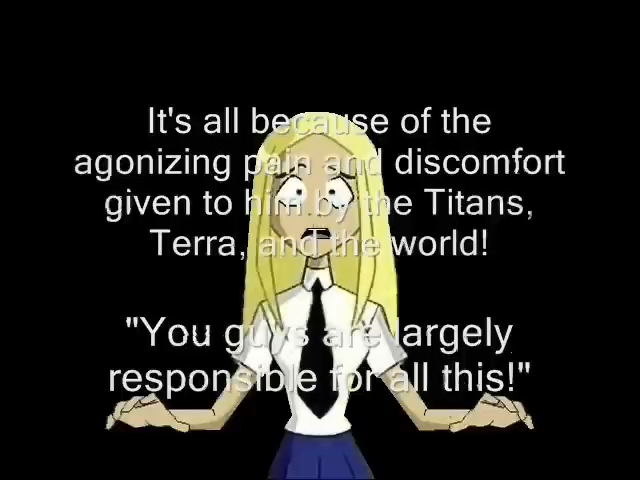 It's all because of the
agonizing pain and discomfort
given to him by the Titans,
Terra, and the world!
"You guys are largely
responsible for all this!"